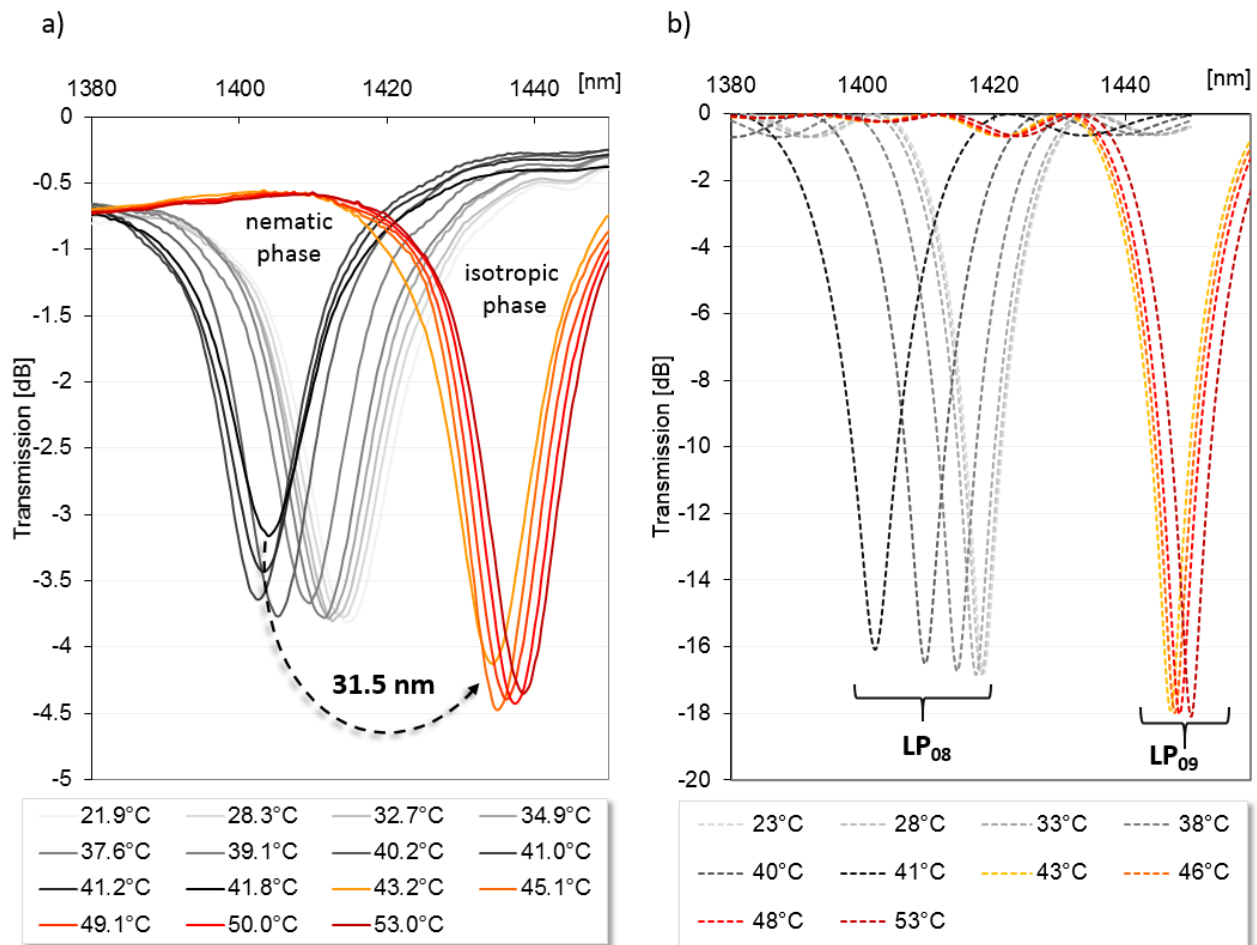 a)
1380 1400 1420 1440 [nm]
0
-0.5
-1
-1.5
-2
-2.5
-3
-3.5
-4
-4.5
-5
Transmission [dB]
nematic
phase
isotropic
phase
31.5 nm
21.9°C 28.3°C 32.7°C 34.9°C
37.6°C 39.1°C 40.2°C 41.0°C
41.2°C 41.8°C 43.2°C 45.1°C
49.1°C 50.0°C 53.0°C
b)
1380 1400 1420 1440 [nm]
0
-2
-4
-6
-8
-10
-12
-14
-16
-18
-20
Transmission [dB]
LP08
LP09
23°C 28°C 33°C 38°C
40°C 41°C 43°C 46°C
48°C 53°C